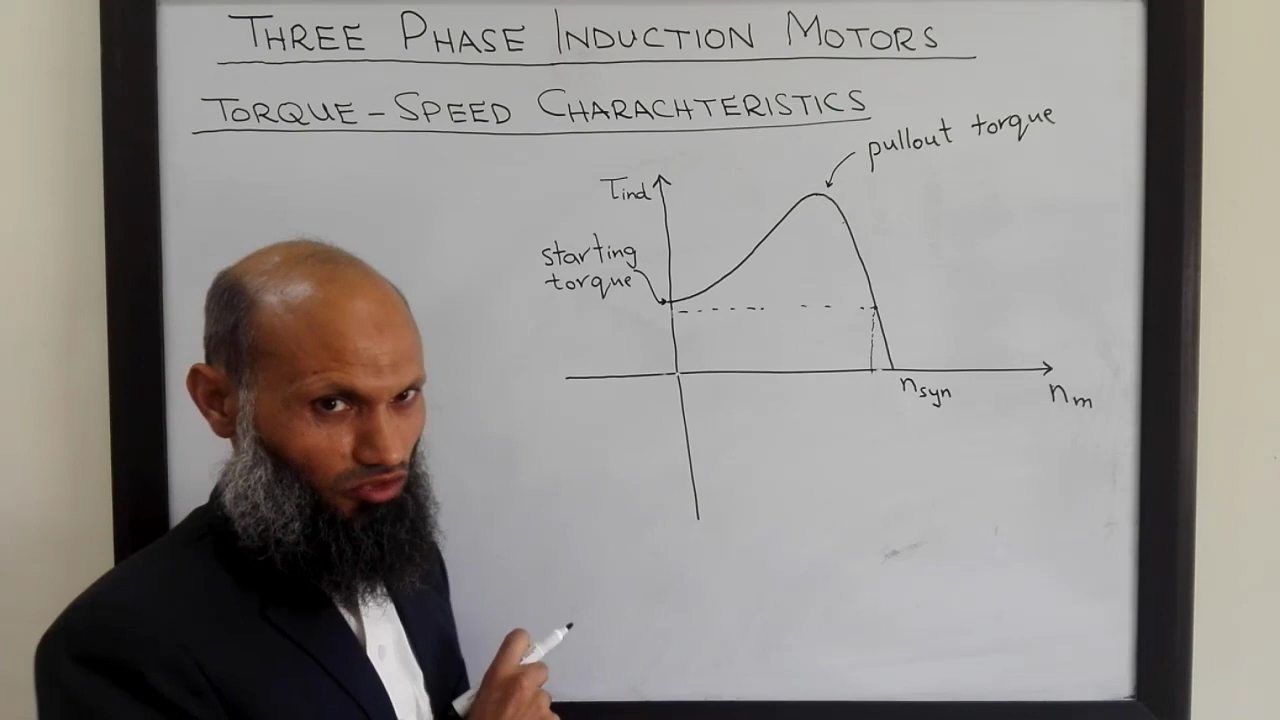 THREE PHASE INDUCTION MOTORS
TORQUE-SPEED CHARACHTERISTICS
pullout torque
Tind
starting
torque
nsyn
nm